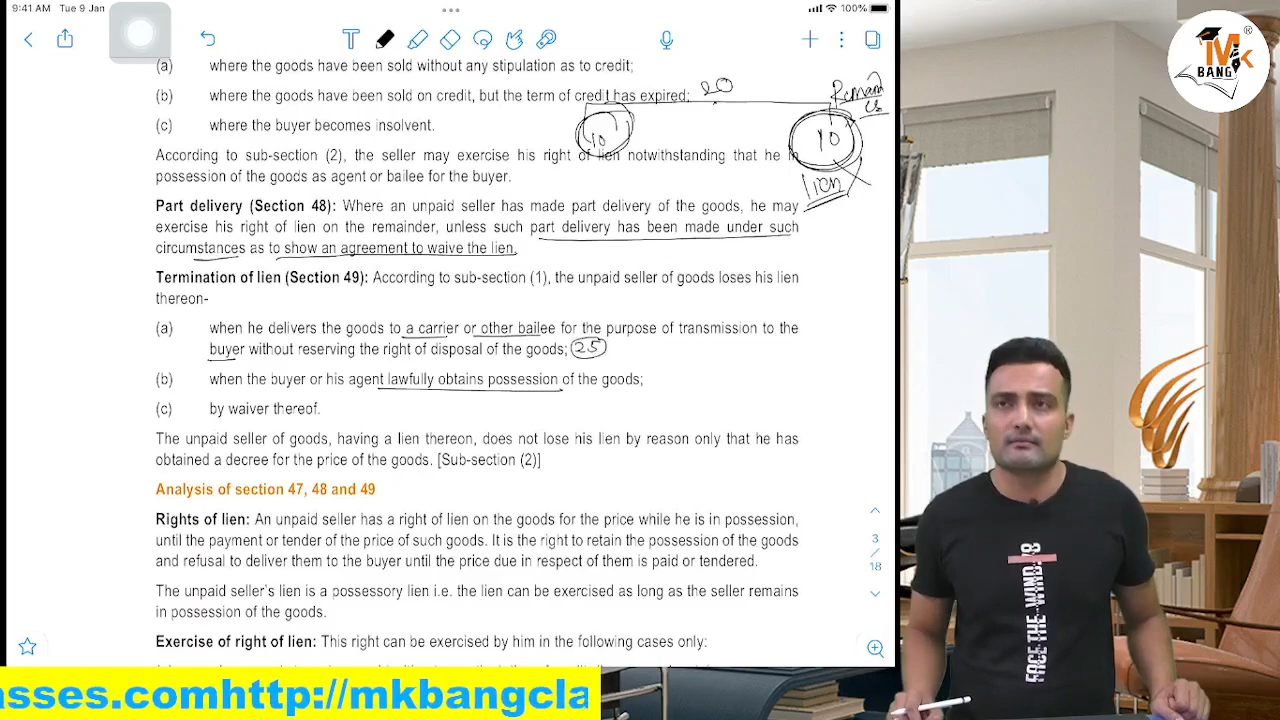 9:41 AM Tue 9 Jan
100%
(a) where the goods have been sold without any stipulation as to credit;
20
(b) where the goods have been sold on credit, but the term of credit has expired;
10
10
lien
(c) where the buyer becomes insolvent.
According to sub-section (2), the seller may exercise his right of lien notwithstanding that he in
possession of the goods as agent or bailee for the buyer.
Part delivery (Section 48): Where an unpaid seller has made part delivery of the goods, he may
exercise his right of lien on the remainder, unless such part delivery has been made under such
circumstances as to show an agreement to waive the lien.
Termination of lien (Section 49): According to sub-section (1), the unpaid seller of goods loses his lien
thereon-
(a) when he delivers the goods to a carrier or other bailee for the purpose of transmission to the
buyer without reserving the right of disposal of the goods; 25
(b) when the buyer or his agent lawfully obtains possession of the goods;
(c) by waiver thereof.
The unpaid seller of goods, having a lien thereon, does not lose his lien by reason only that he has
obtained a decree for the price of the goods. [Sub-section (2)]
Analysis of section 47, 48 and 49
Rights of lien: An unpaid seller has a right of lien on the goods for the price while he is in possession,
until the payment or tender of the price of such goods. It is the right to retain the possession of the goods
and refusal to deliver them to the buyer until the price due in respect of them is paid or tendered.
The unpaid seller's lien is a possessory lien i.e. the lien can be exercised as long as the seller remains
in possession of the goods.
Exercise of right of lien: This right can be exercised by him in the following cases only:
3
/
18
asses.comhttp://mkbangcla
MK
BANG
®
FACE THE WIND